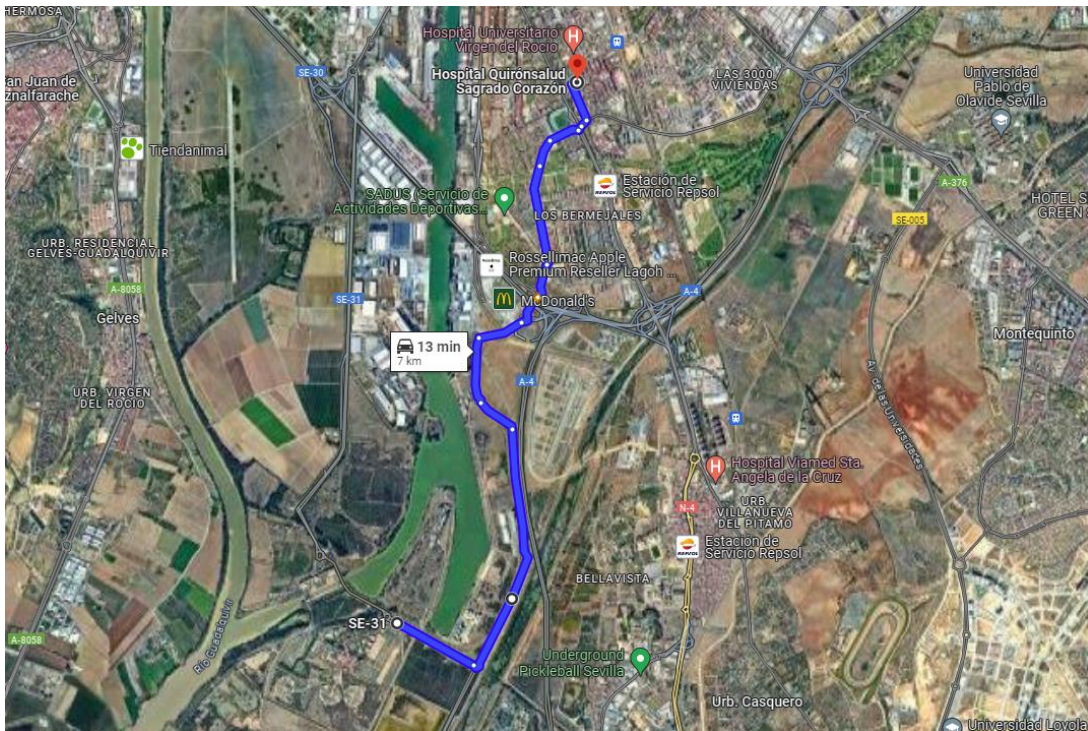 HERMOSA
Hospital Universitario
Virgen del Rocío
Hospital Quirónsalud
Sagrado Corazón
SE-30
LAS 3000
VIVIENDAS
Universidad
Pablo de
Olavide Sevilla
an Juan de
znalfarache
Tiendanimal
A-376
Estación de
Servicio Repsol
REPSOL
SADUS (Servicio de
Actividades Deportivas...
LOS BERMEJALES
HOTEL S
GREEN
SE-005
URB. RESIDENCIAL
GELVES-GUADALQUIVIR
Rossellimac Apple
Premium Reseller Lagoh ...
A-8058
SE-31
A-4
McDonald's
Gelves
Montequinto
13 min
7 km
A-4
URB. VIRGEN
DEL ROCIO
Av. de las Universidades
Hospital Viamed Sta.
Ángela de la Cruz
URB.
VILLANUEVA
DEL PITAMO
N-4
Estación de
Servicio Repsol
REPSOL
BELLAVISTA
SE-31
Río Guadalquivir
A-8058
Underground
Pickleball Sevilla
Urb. Casquero
Universidad Loyola